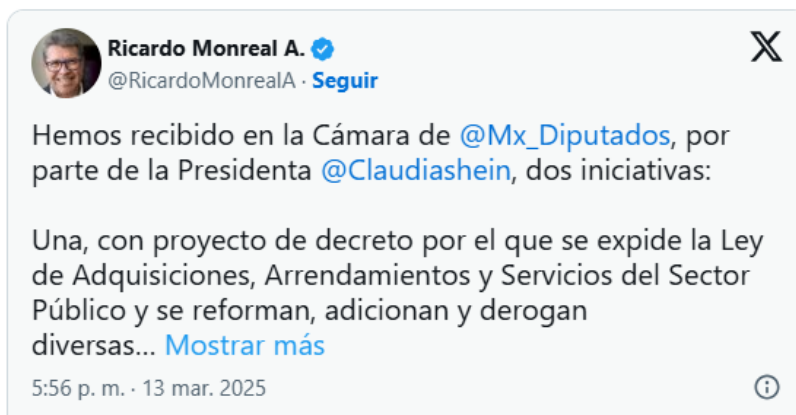 Ricardo Monreal A.
@RicardoMonrealA · Seguir
Hemos recibido en la Cámara de @Mx_Diputados, por
parte de la Presidenta @Claudiashein, dos iniciativas:
Una, con proyecto de decreto por el que se expide la Ley
de Adquisiciones, Arrendamientos y Servicios del Sector
Público y se reforman, adicionan y derogan
diversas... Mostrar más
5:56 p. m. · 13 mar. 2025